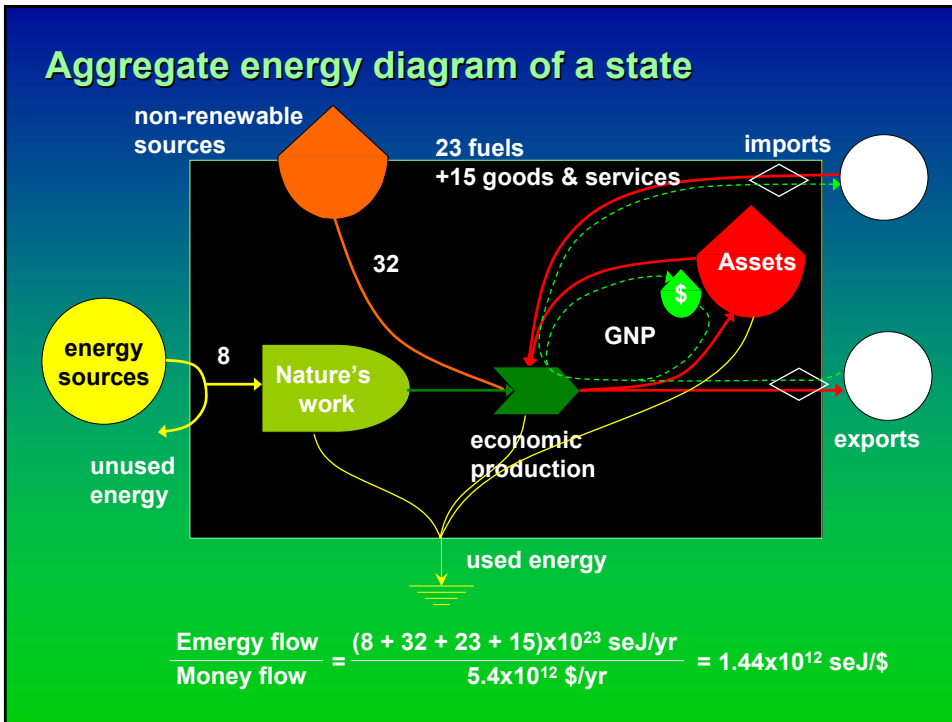 Aggregate energy diagram of a state
non-renewable
sources
23 fuels
+15 goods & services
imports
32
Assets
$
GNP
energy
sources
8
Nature's
work
economic
production
exports
unused
energy
used energy
Emergy flow
Money flow
=
(8 + 32 + 23 + 15)x10²³ seJ/yr
5.4x10¹² $/yr
= 1.44x10¹² seJ/$